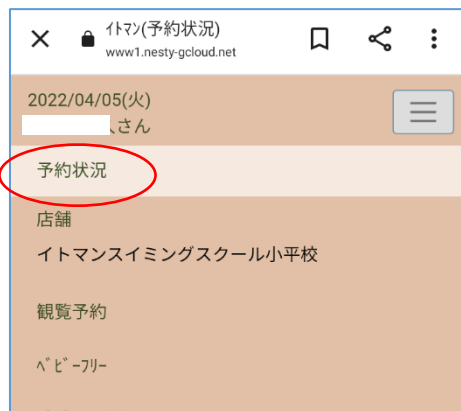 ｲﾄﾏﾝ(予約状況)
www1.nesty-gcloud.net
2022/04/05(火)
さん
予約状況
店舗
イトマンスイミングスクール小平校
観覧予約
ﾍﾞﾋﾞｰﾌﾘｰ